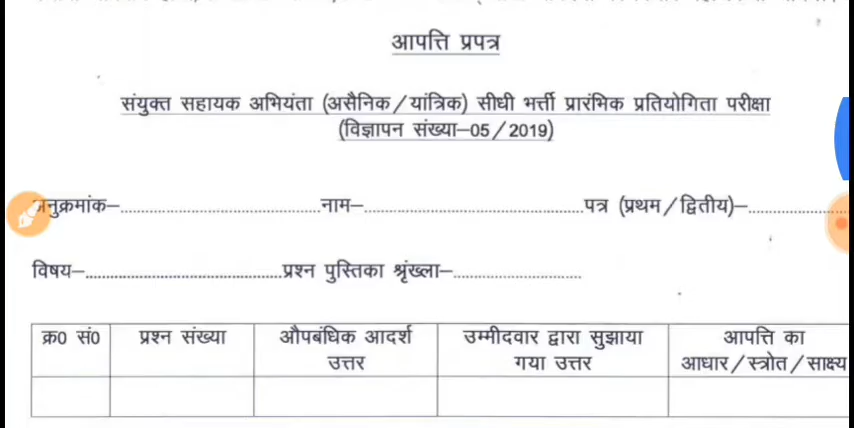 आपत्ति प्रपत्र
संयुक्त सहायक अभियंता (असैनिक/यांत्रिक) सीधी भर्त्ती प्रारंभिक प्रतियोगिता परीक्षा
(विज्ञापन संख्या–05/2019)
अनुक्रमांक–..............................नाम–..............................पत्र (प्रथम/द्वितीय)–...............
विषय–..............................प्रश्न पुस्तिका श्रृंख्ला–....................
क्र0 सं0 प्रश्न संख्या औपबंधिक आदर्श उम्मीदवार द्वारा सुझाया आपत्ति का
उत्तर गया उत्तर आधार/स्त्रोत/साक्ष्य